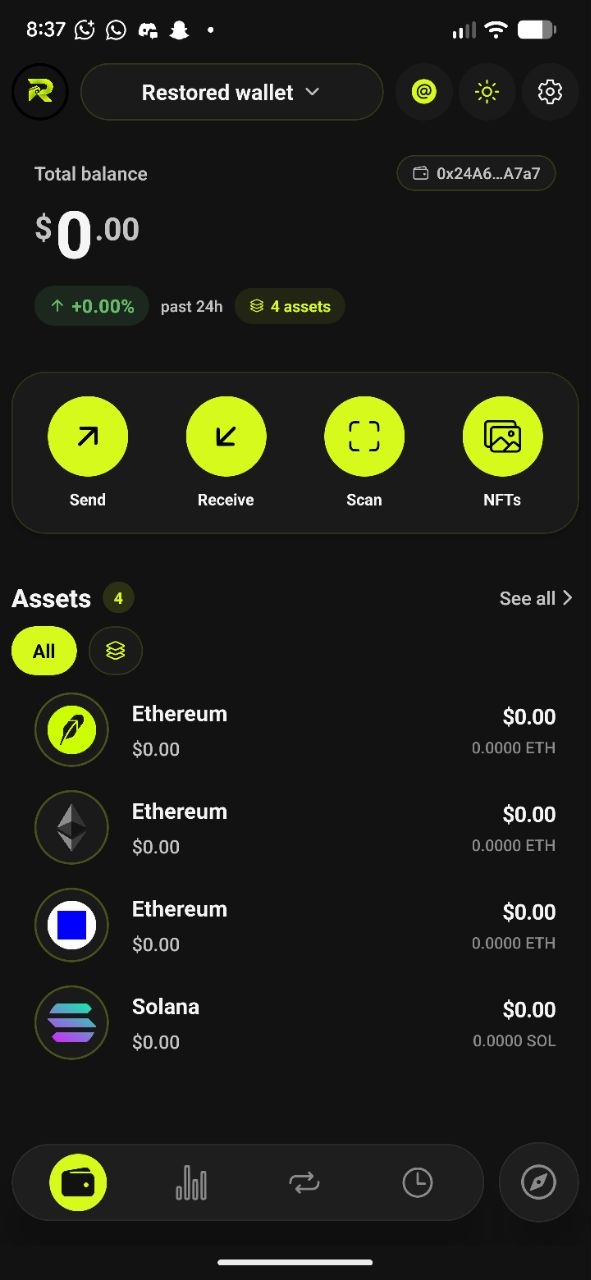 8:37
Restored wallet
Total balance
0x24A6...A7a7
$0.00
+0.00% past 24h 4 assets
Send Receive Scan NFTs
Assets 4 See all
All
Ethereum $0.00
$0.00 0.0000 ETH
Ethereum $0.00
$0.00 0.0000 ETH
Ethereum $0.00
$0.00 0.0000 ETH
Solana $0.00
$0.00 0.0000 SOL